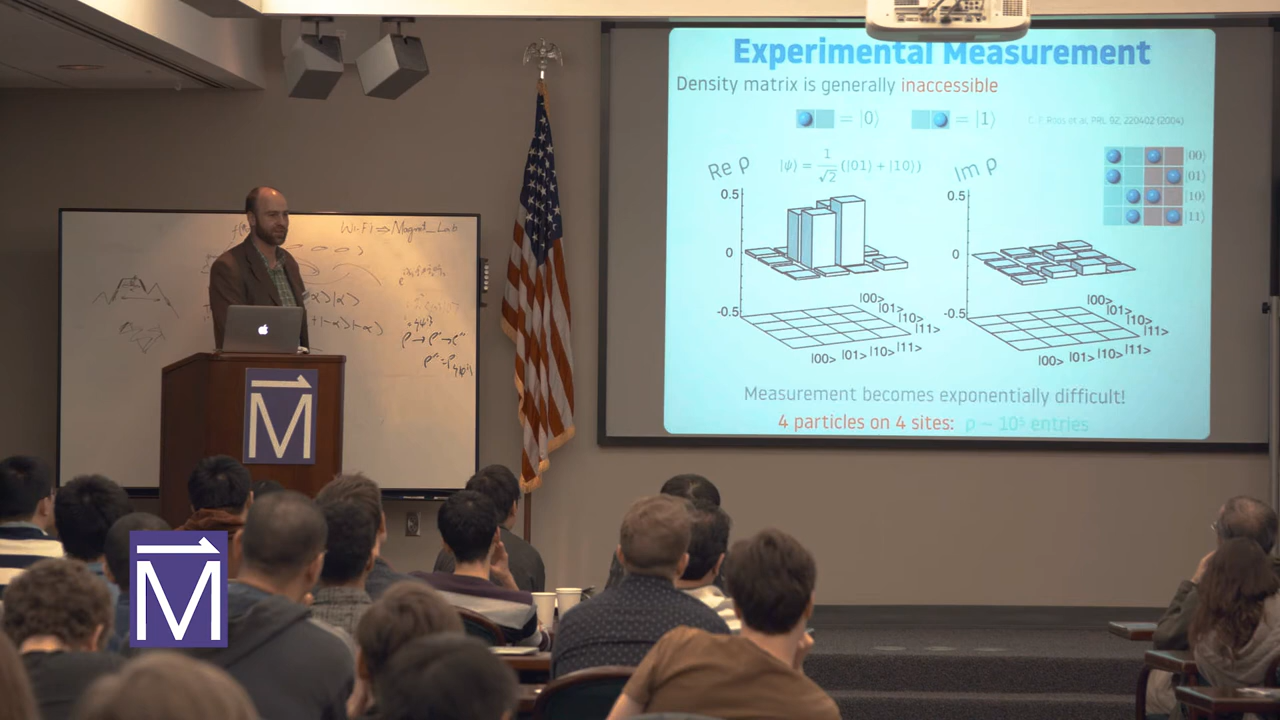 Experimental Measurement
Density matrix is generally inaccessible
= |0⟩ = |1⟩
C. F. Roos et al, PRL 92, 220402 (2004)
Re ρ
|ψ⟩ = 1/√2 (|01⟩ + |10⟩)
Im ρ
|00⟩
|01⟩
|10⟩
|11⟩
0.5
0
-0.5
|00>
|01>
|10>
|11>
|00> |01> |10> |11>
0.5
0
-0.5
|00>
|01>
|10>
|11>
|00> |01> |10> |11>
Measurement becomes exponentially difficult!
4 particles on 4 sites: ρ ~ 10⁵ entries
Wi-Fi ⇒ Magnet_Lab
ρ → ρ' → ρ''
M
M